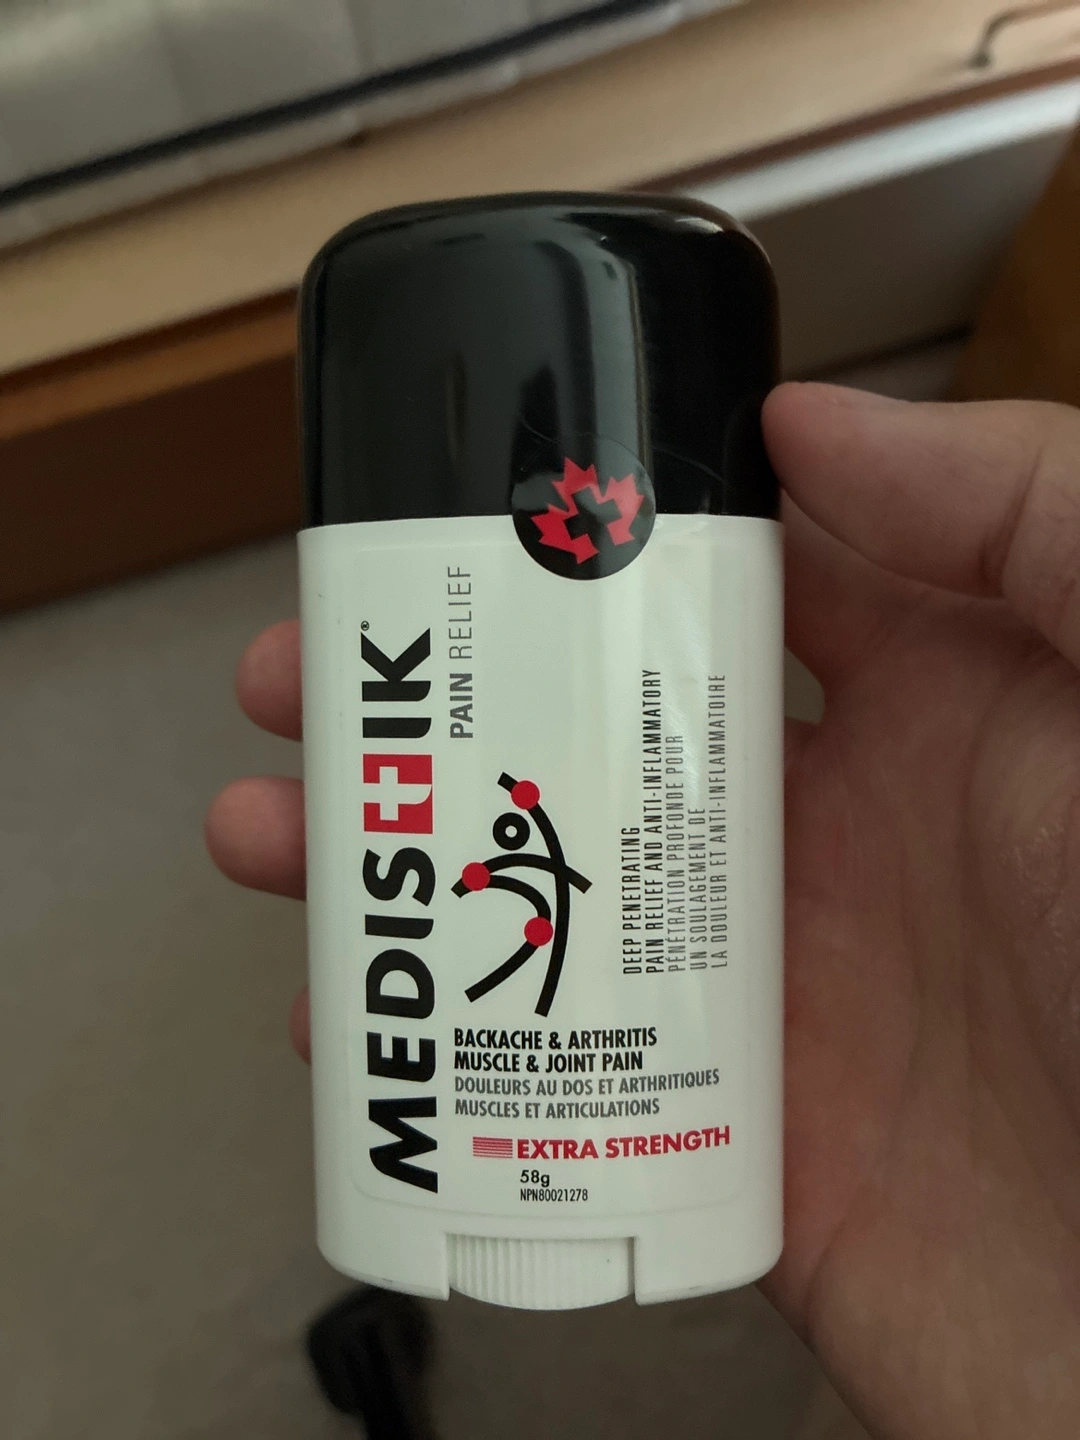 MEDISTIK®
PAIN RELIEF
DEEP PENETRATING
PAIN RELIEF AND ANTI-INFLAMMATORY
PÉNÉTRATION PROFONDE POUR
UN SOULAGEMENT DE
LA DOULEUR ET ANTI-INFLAMMATOIRE
BACKACHE & ARTHRITIS
MUSCLE & JOINT PAIN
DOULEURS AU DOS ET ARTHRITIQUES
MUSCLES ET ARTICULATIONS
EXTRA STRENGTH
58g
NPN80021278